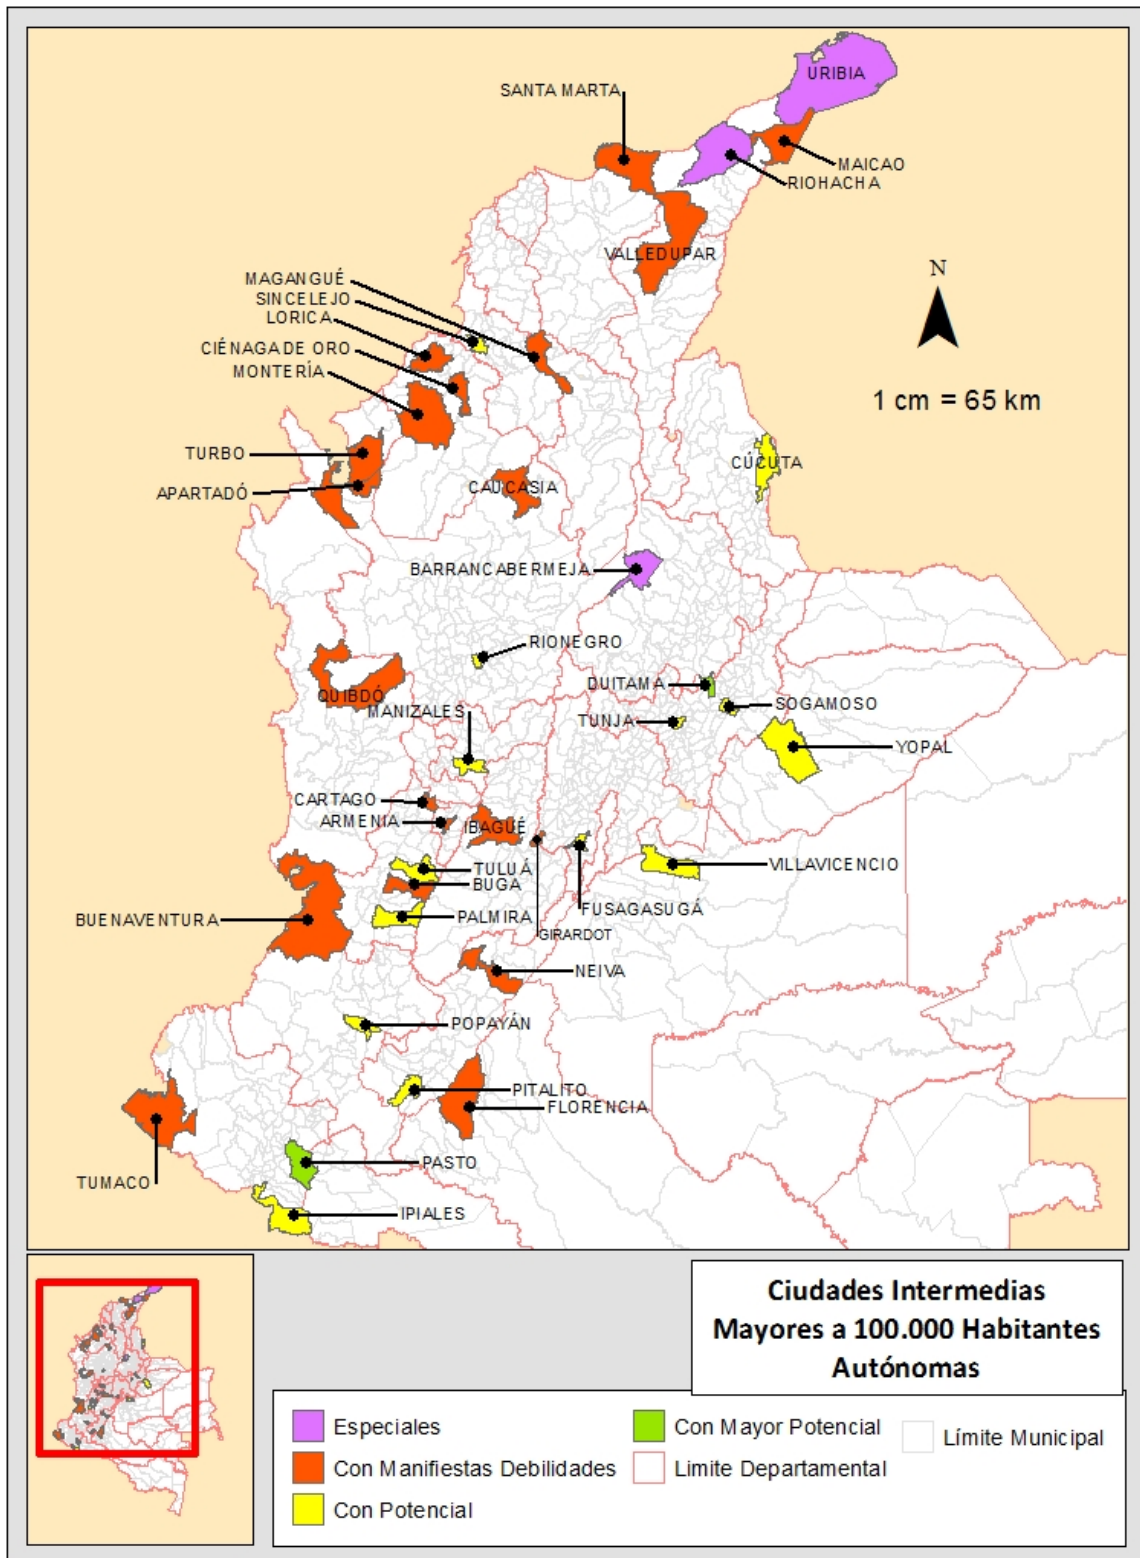 URIBIA
SANTA MARTA
MAICAO
RIOHACHA
VALLEDUPAR
MAGANGUÉ
SINCELEJO
LORICA
CIÉNAGA DE ORO
MONTERÍA
N
1 cm = 65 km
TURBO
APARTADÓ
CAUCASIA
CÚCUTA
BARRANCABERMEJA
RIONEGRO
DUITAMA
SOGAMOSO
TUNJA
QUIBDÓ
MANIZALES
YOPAL
CARTAGO
ARMENIA
IBAGUÉ
TULUÁ
BUGA
VILLAVICENCIO
BUENAVENTURA
PALMIRA
FUSAGASUGÁ
GIRARDOT
NEIVA
POPAYÁN
PITALITO
FLORENCIA
PASTO
TUMACO
IPIALES
Ciudades Intermedias
Mayores a 100.000 Habitantes
Autónomas
Especiales
Con Manifiestas Debilidades
Con Potencial
Con Mayor Potencial
Limite Departamental
Límite Municipal